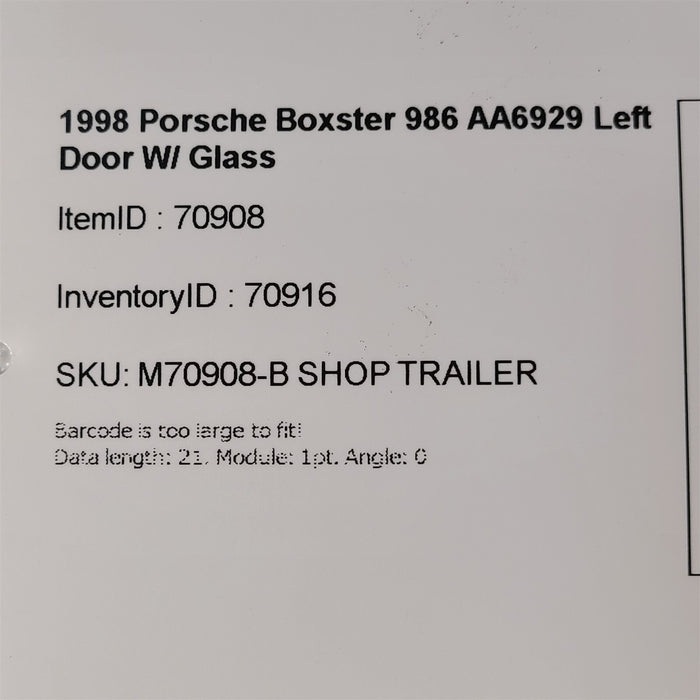 1998 Porsche Boxster 986 AA6929 Left
Door W/ Glass
ItemID : 70908
InventoryID : 70916
SKU: M70908-B SHOP TRAILER
Barcode is too large to fit!
Data length: 21. Module: 1pt. Angle: 0